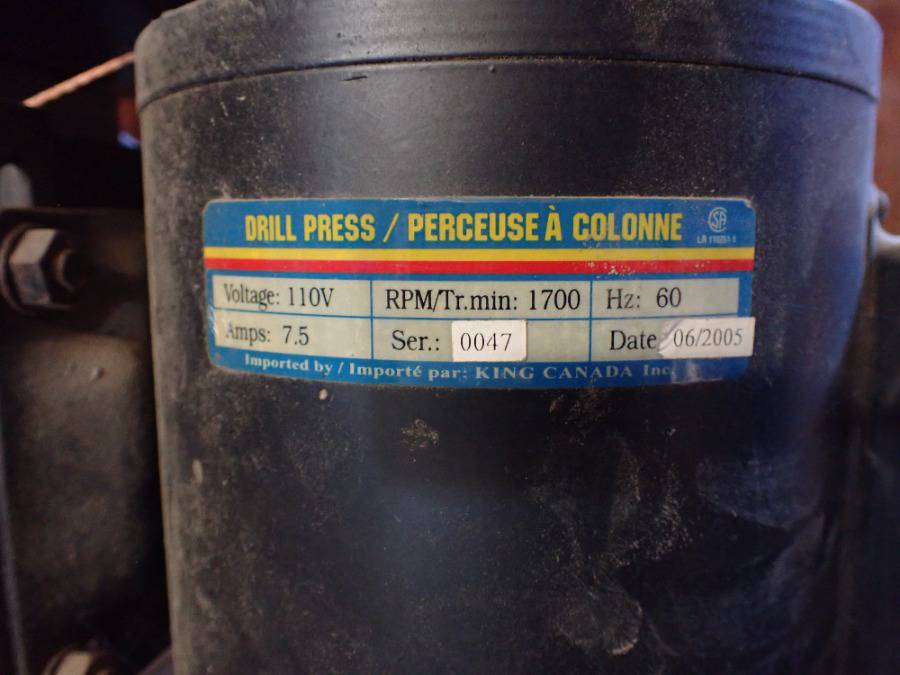 DRILL PRESS / PERCEUSE À COLONNE
Voltage: 110V RPM/Tr.min: 1700 Hz: 60
Amps: 7.5 Ser.: 0047 Date 06/2005
Imported by / Importé par: KING CANADA Inc.